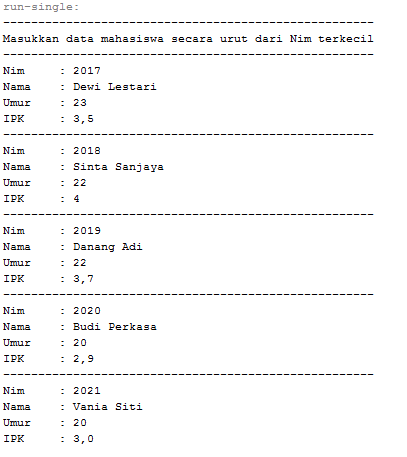 run-single:
-----------------------------------------------------
Masukkan data mahasiswa secara urut dari Nim terkecil
-----------------------------------------------------
Nim     : 2017
Nama    : Dewi Lestari
Umur    : 23
IPK     : 3,5
-----------------------------------------------------
Nim     : 2018
Nama    : Sinta Sanjaya
Umur    : 22
IPK     : 4
-----------------------------------------------------
Nim     : 2019
Nama    : Danang Adi
Umur    : 22
IPK     : 3,7
-----------------------------------------------------
Nim     : 2020
Nama    : Budi Perkasa
Umur    : 20
IPK     : 2,9
-----------------------------------------------------
Nim     : 2021
Nama    : Vania Siti
Umur    : 20
IPK     : 3,0